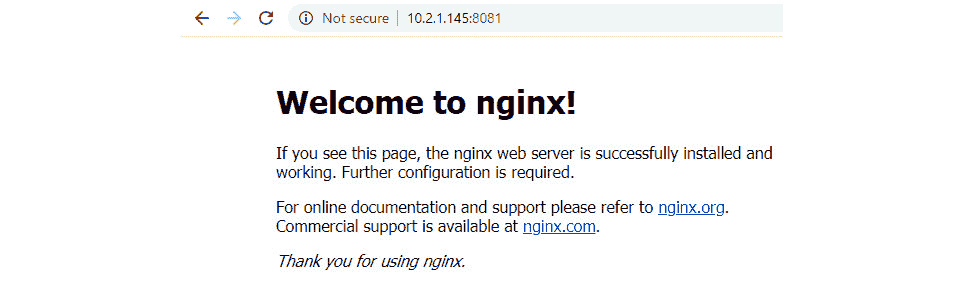 Not secure 10.2.1.145:8081
Welcome to nginx!
If you see this page, the nginx web server is successfully installed and
working. Further configuration is required.
For online documentation and support please refer to nginx.org.
Commercial support is available at nginx.com.
Thank you for using nginx.